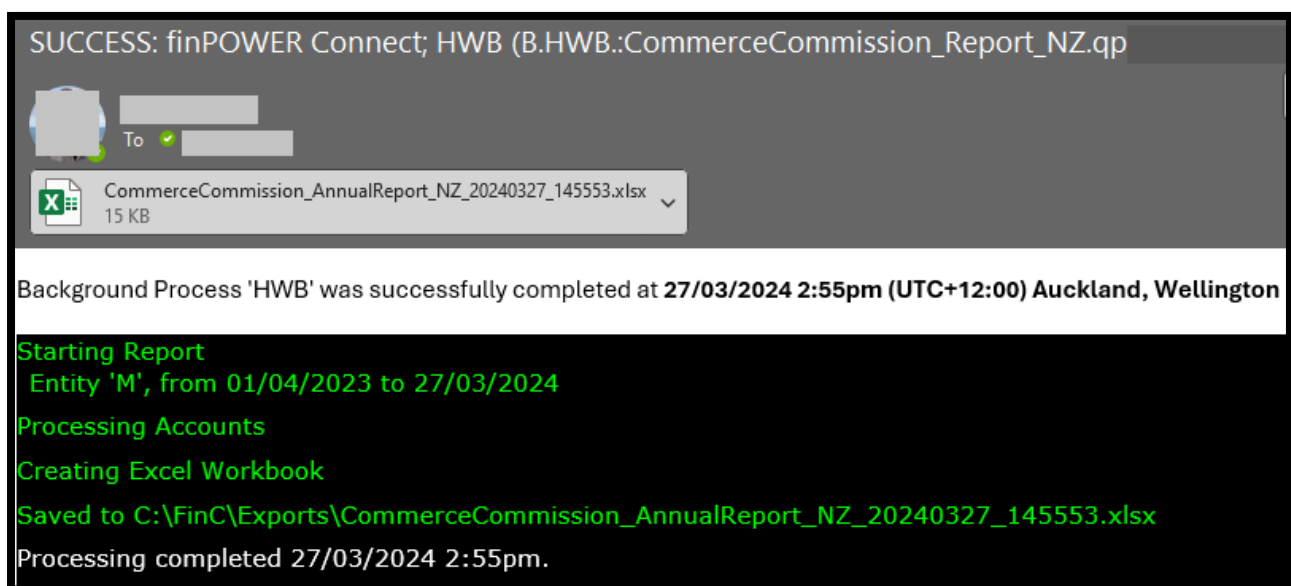 SUCCESS: finPOWER Connect; HWB (B.HWB.:CommerceCommission_Report_NZ.qp
To
CommerceCommission_AnnualReport_NZ_20240327_145553.xlsx
15 KB
Background Process 'HWB' was successfully completed at 27/03/2024 2:55pm (UTC+12:00) Auckland, Wellington
Starting Report
Entity 'M', from 01/04/2023 to 27/03/2024
Processing Accounts
Creating Excel Workbook
Saved to C:\FinC\Exports\CommerceCommission_AnnualReport_NZ_20240327_145553.xlsx
Processing completed 27/03/2024 2:55pm.